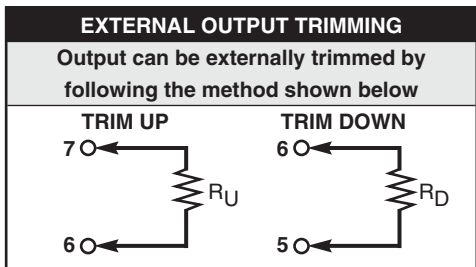 EXTERNAL OUTPUT TRIMMING
Output can be externally trimmed by
following the method shown below
TRIM UP TRIM DOWN
7 6
RU RD
6 5